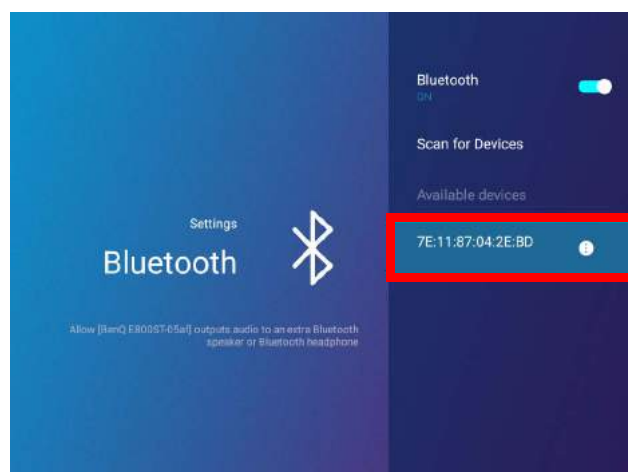 Settings
Bluetooth
Allow [BenQ E800ST-05af] outputs audio to an extra Bluetooth
speaker or Bluetooth headphone
Bluetooth
ON
Scan for Devices
Available devices
7E:11:87:04:2E:BD